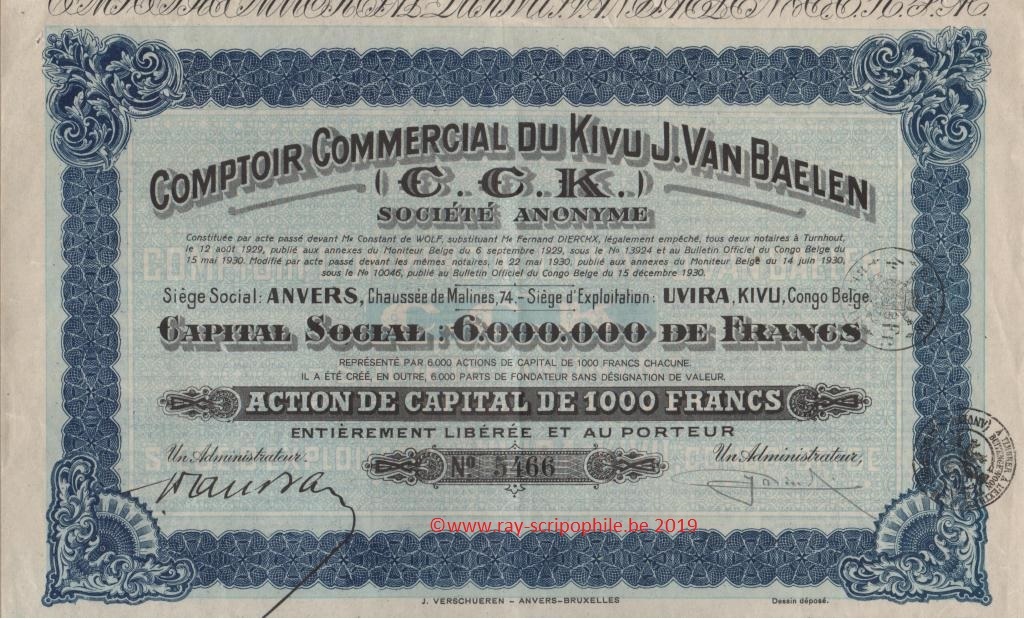 COMPTOIR COMMERCIAL DU KIVU J. VAN BAELEN
(C. C. K.)
SOCIÉTÉ ANONYME
Constituée par acte passé devant Me Constant de WOLF, substituant Me Fernand DIERCHX, légalement empêché, tous deux notaires à Turnhout,
le 12 août 1929, publié aux annexes du Moniteur Belge du 6 septembre 1929, sous le No 13924 et au Bulletin Officiel du Congo Belge du
15 mai 1930. Modifié par acte passé devant les mêmes notaires, le 22 mai 1930, publié aux annexes du Moniteur Belge du 14 juin 1930,
sous le No 10046, publié au Bulletin Officiel du Congo Belge du 15 décembre 1930.
Siège Social: ANVERS, Chaussée de Malines, 74.- Siège d'Exploitation: UVIRA, KIVU, Congo Belge.
CAPITAL SOCIAL: 6.000.000 DE FRANCS
REPRÉSENTÉ PAR 6.000 ACTIONS DE CAPITAL DE 1000 FRANCS CHACUNE.
IL A ÉTÉ CRÉÉ, EN OUTRE, 6.000 PARTS DE FONDATEUR SANS DÉSIGNATION DE VALEUR.
ACTION DE CAPITAL DE 1000 FRANCS
ENTIÈREMENT LIBÉRÉE ET AU PORTEUR
Un Administrateur:
No 5466
Un Administrateur,
©www.ray-scripophile.be 2019
J. VERSCHUEREN - ANVERS-BRUXELLES
Dessin déposé.